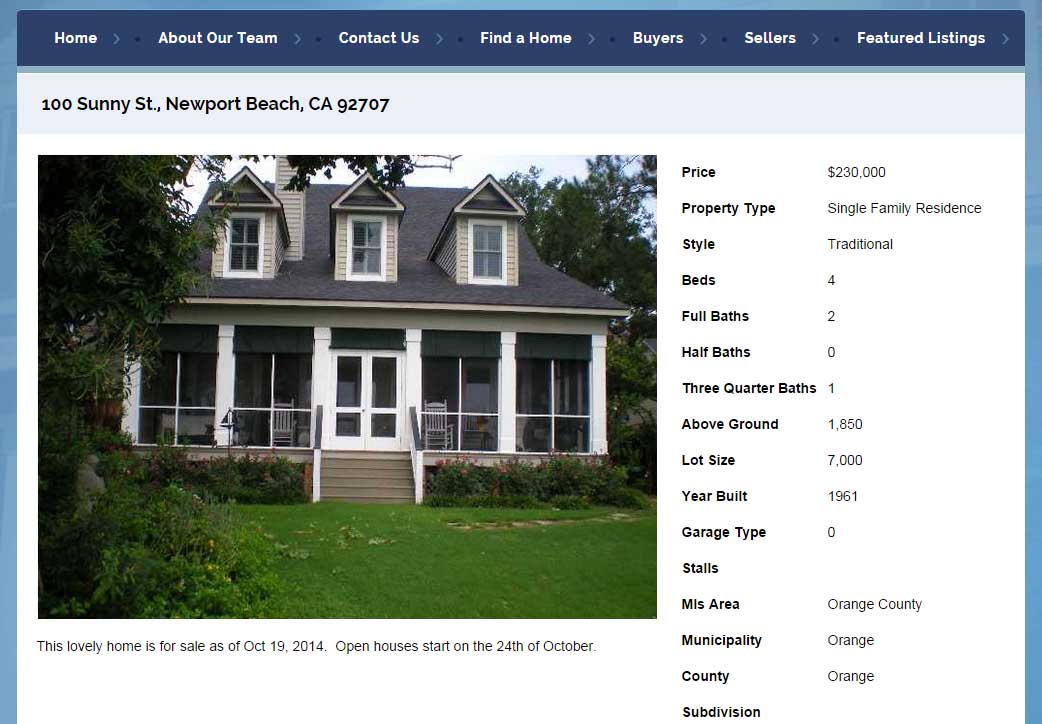 Home About Our Team Contact Us Find a Home Buyers Sellers Featured Listings
100 Sunny St., Newport Beach, CA 92707
Price $230,000
Property Type Single Family Residence
Style Traditional
Beds 4
Full Baths 2
Half Baths 0
Three Quarter Baths 1
Above Ground 1,850
Lot Size 7,000
Year Built 1961
Garage Type 0
Stalls
Mls Area Orange County
Municipality Orange
County Orange
Subdivision
This lovely home is for sale as of Oct 19, 2014. Open houses start on the 24th of October.